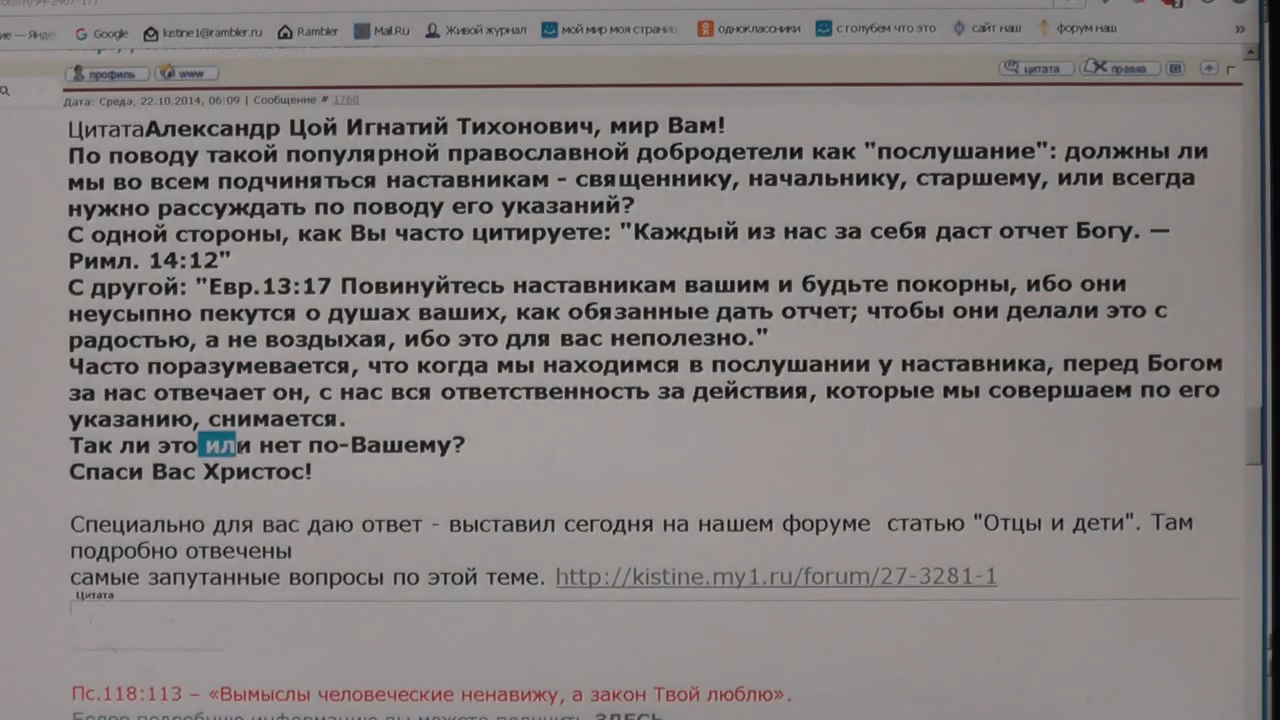 Google kistine1@rambler.ru Rambler Mail.Ru Живой журнал мой мир моя страниц одноклассники с голубем что это сайт наш форум наш »
профиль www цитата правка
Дата: Среда, 22.10.2014, 06:09 | Сообщение # 1768
ЦитатаАлександр Цой Игнатий Тихонович, мир Вам!
По поводу такой популярной православной добродетели как "послушание": должны ли
мы во всем подчиняться наставникам - священнику, начальнику, старшему, или всегда
нужно рассуждать по поводу его указаний?
С одной стороны, как Вы часто цитируете: "Каждый из нас за себя даст отчет Богу. —
Римл. 14:12"
С другой: "Евр.13:17 Повинуйтесь наставникам вашим и будьте покорны, ибо они
неусыпно пекутся о душах ваших, как обязанные дать отчет; чтобы они делали это с
радостью, а не воздыхая, ибо это для вас неполезно."
Часто поразумевается, что когда мы находимся в послушании у наставника, перед Богом
за нас отвечает он, с нас вся ответственность за действия, которые мы совершаем по его
указанию, снимается.
Так ли это или нет по-Вашему?
Спаси Вас Христос!
Специально для вас даю ответ - выставил сегодня на нашем форуме статью "Отцы и дети". Там
подробно отвечены
самые запутанные вопросы по этой теме. http://kistine.my1.ru/forum/27-3281-1
Цитата
Пс.118:113 – «Вымыслы человеческие ненавижу, а закон Твой люблю».
Более подробную информацию вы можете получить ЗДЕСЬ